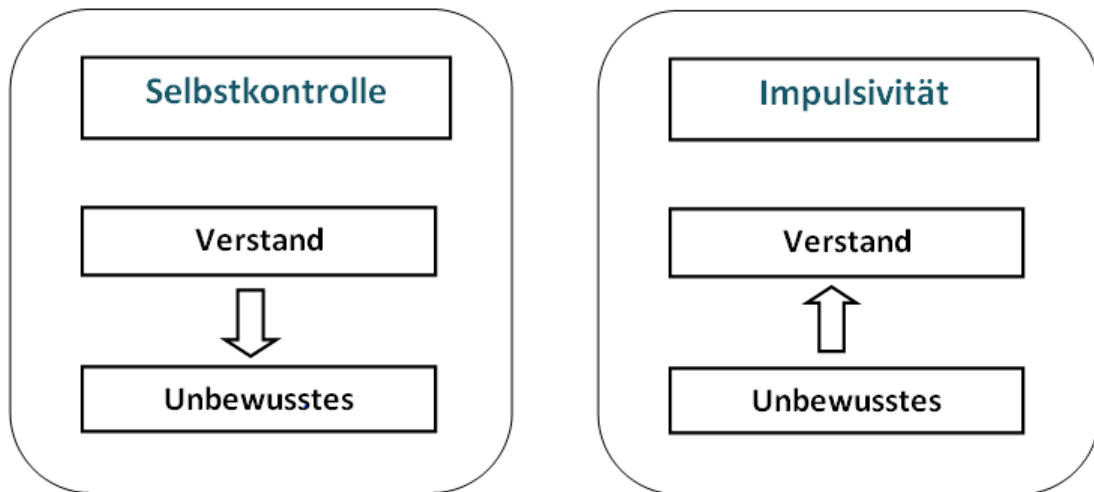 Selbstkontrolle
Verstand
Unbewusstes
Impulsivität
Verstand
Unbewusstes